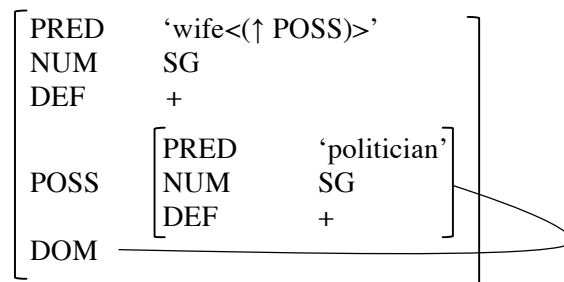 PRED ‘wife<(↑ POSS)>’
NUM SG
DEF +
PRED ‘politician’
POSS NUM SG
DEF +
DOM